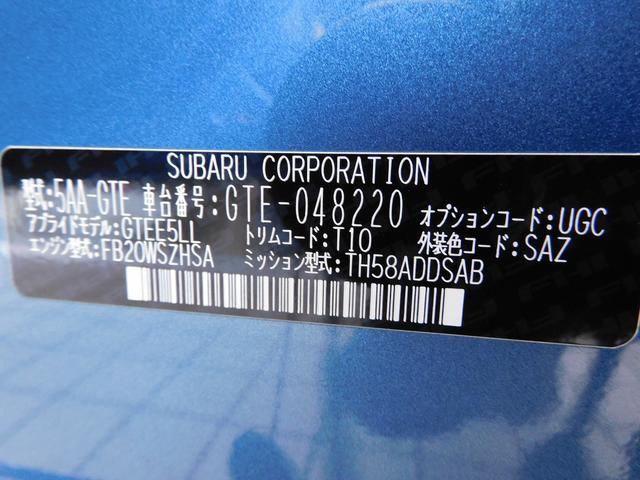 SUBARU CORPORATION
型式:5AA-GTE 車台番号:GTE-048220 オプションコード:UGC
アプライドモデル:GTEE5LL トリムコード:T10 外装色コード:SAZ
エンジン型式:FB20WSZHSA ミッション型式:TH58ADDSAB